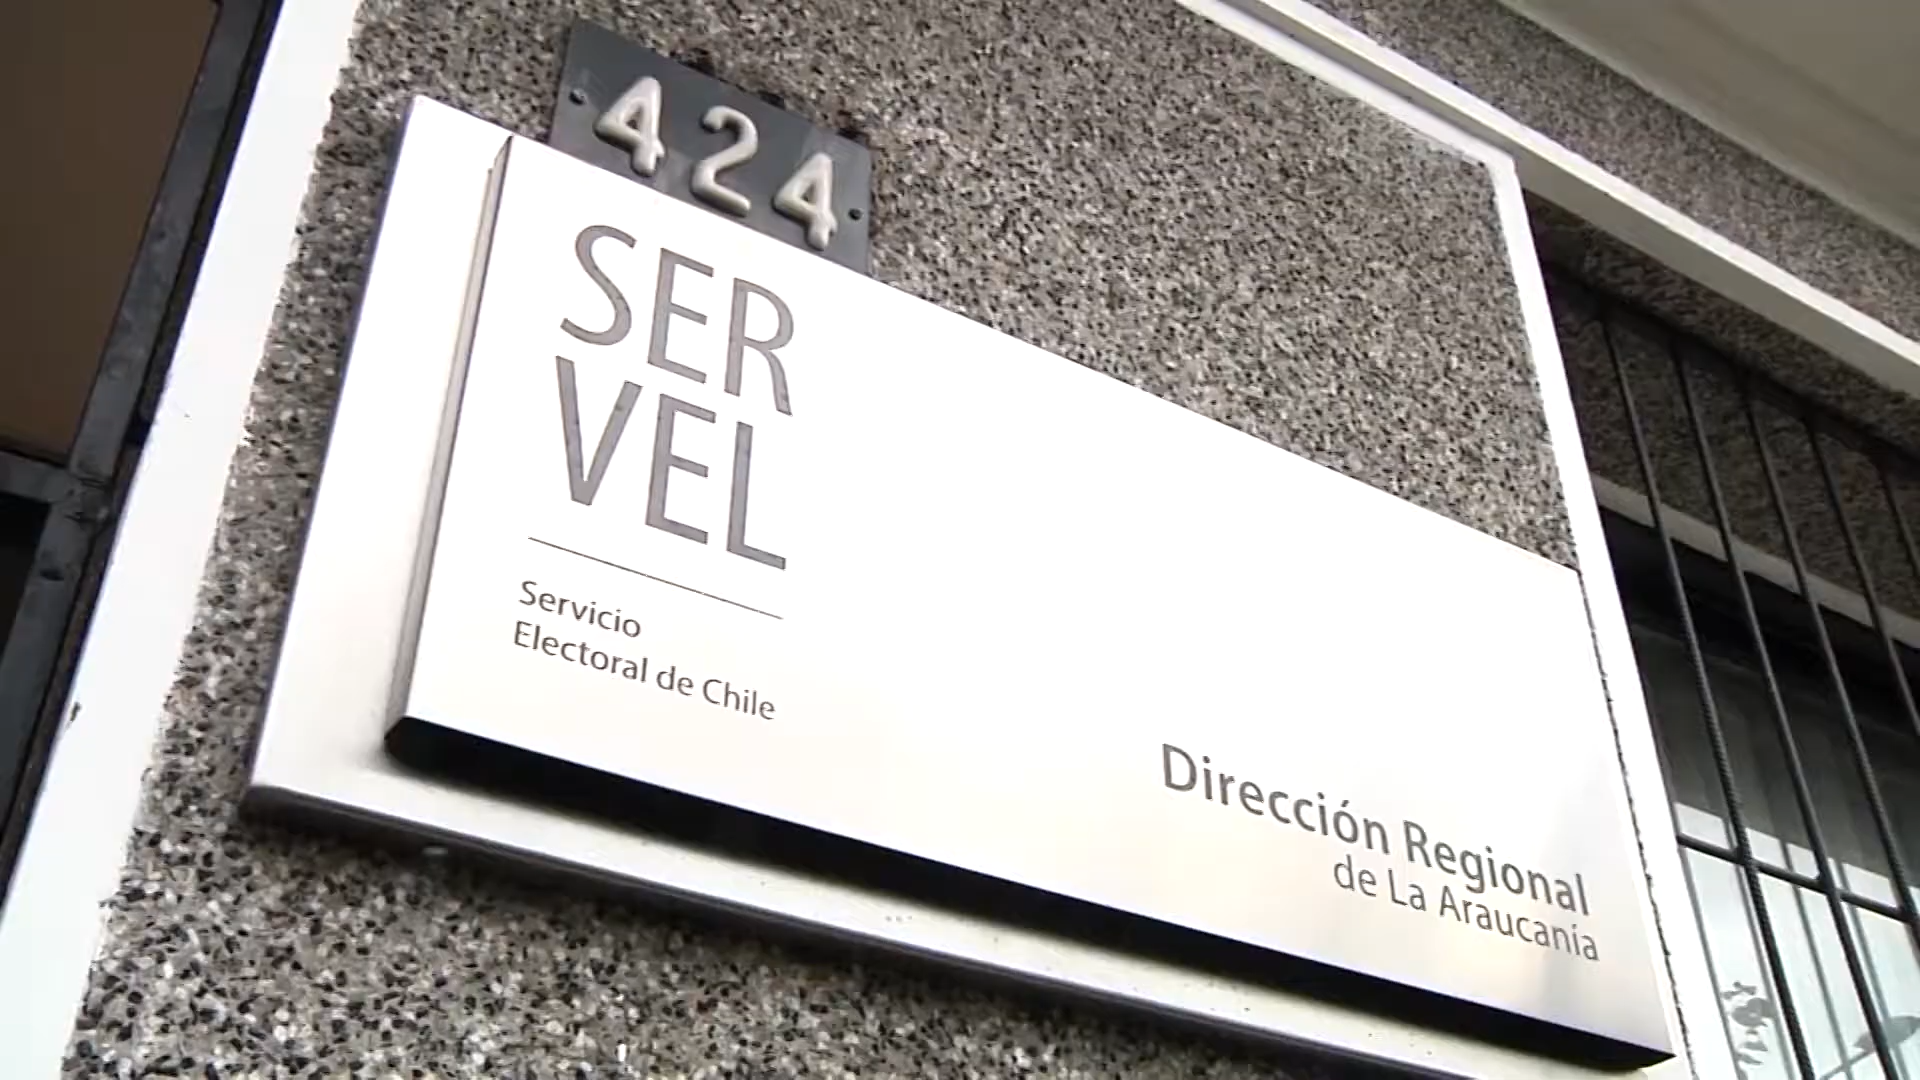 424
SER
VEL
Servicio
Electoral de Chile
Dirección Regional
de La Araucanía